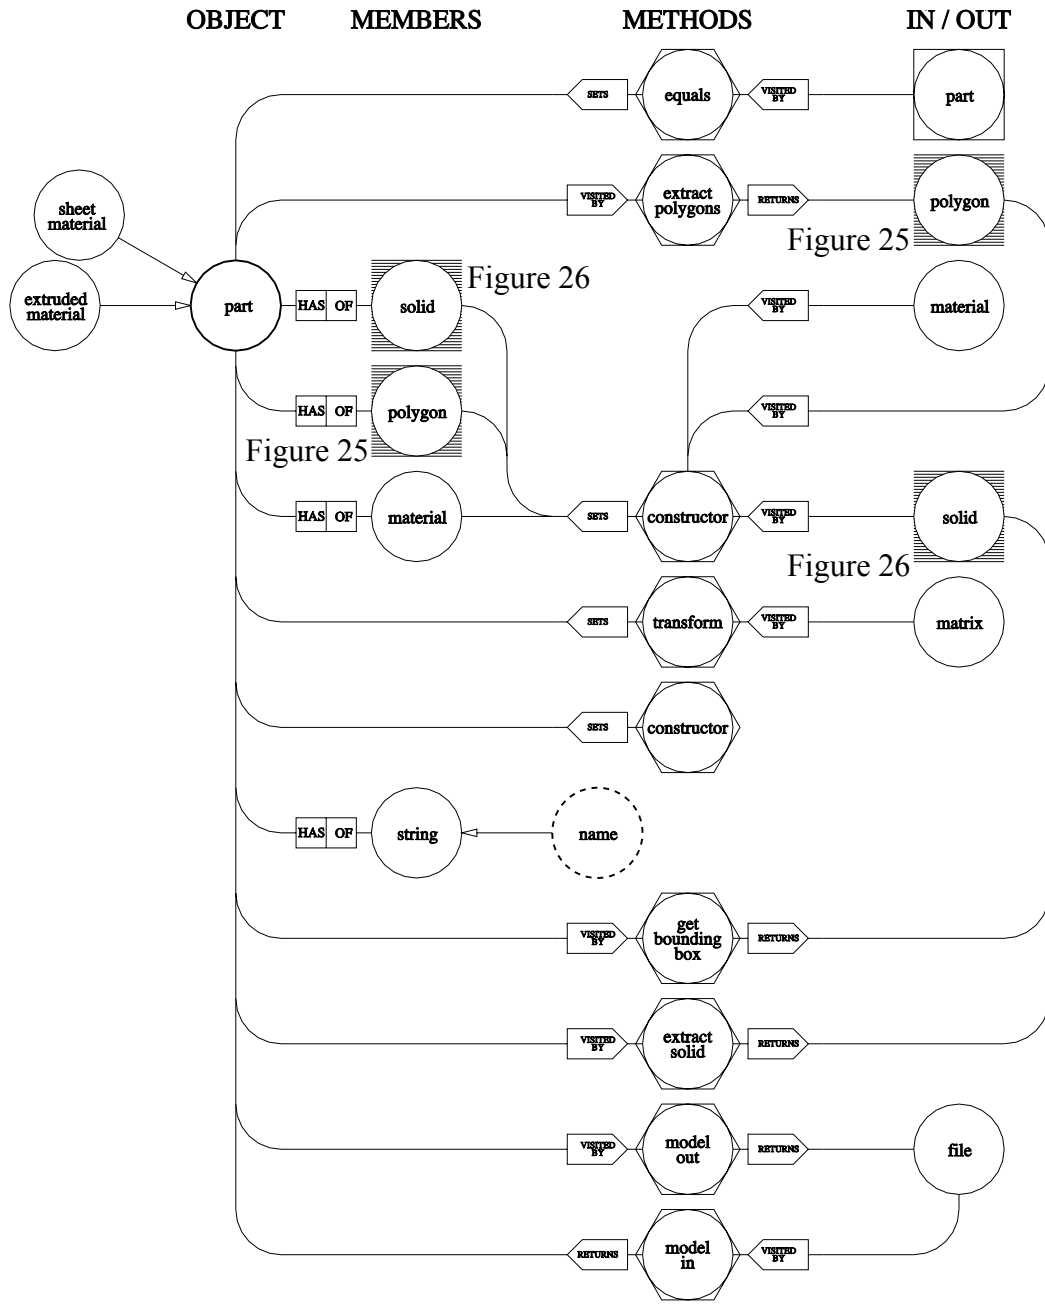 OBJECT MEMBERS METHODS IN / OUT
SETS equals VISITED
BY part
VISITED
BY extract
polygons RETURNS polygon
Figure 25
sheet
material
extruded
material
part HAS OF solid Figure 26
VISITED
BY material
HAS OF polygon
Figure 25
VISITED
BY
HAS OF material SETS constructor VISITED
BY solid
Figure 26
SETS transform VISITED
BY matrix
SETS constructor
HAS OF string name
VISITED
BY get
bounding
box RETURNS
VISITED
BY extract
solid RETURNS
VISITED
BY model
out RETURNS file
RETURNS model
in VISITED
BY